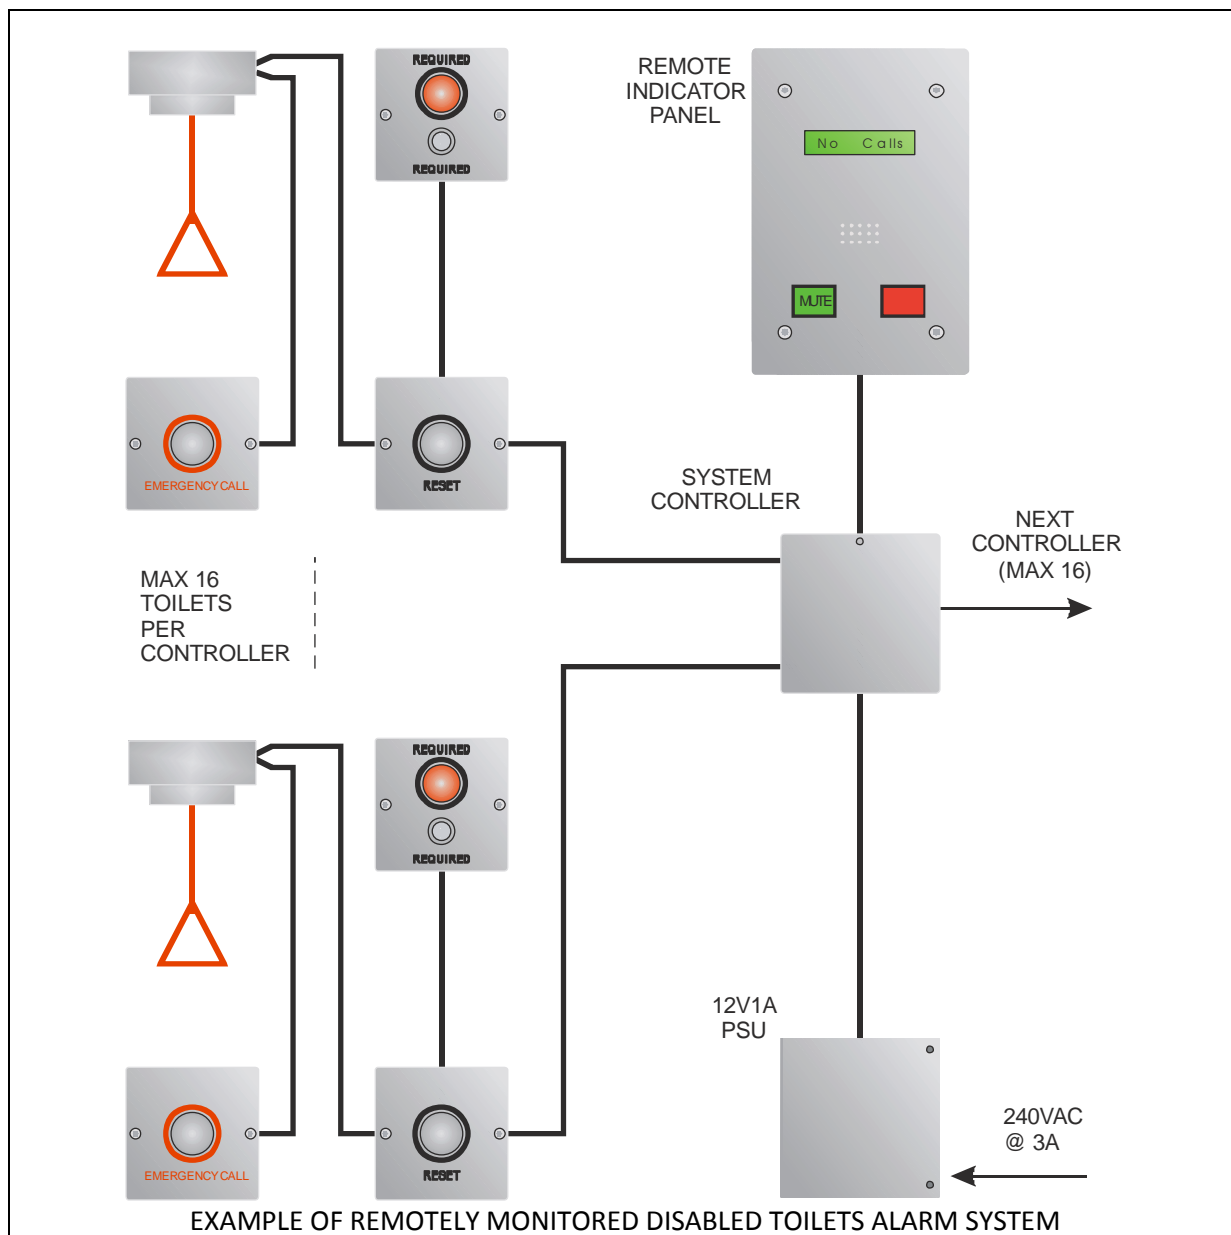 REQUIRED
REQUIRED
REMOTE
INDICATOR
PANEL
No Calls
MUTE
EMERGENCY CALL
RESET
SYSTEM
CONTROLLER
NEXT
CONTROLLER
(MAX 16)
MAX 16
TOILETS
PER
CONTROLLER
REQUIRED
REQUIRED
12V1A
PSU
EMERGENCY CALL
RESET
240VAC
@ 3A
EXAMPLE OF REMOTELY MONITORED DISABLED TOILETS ALARM SYSTEM